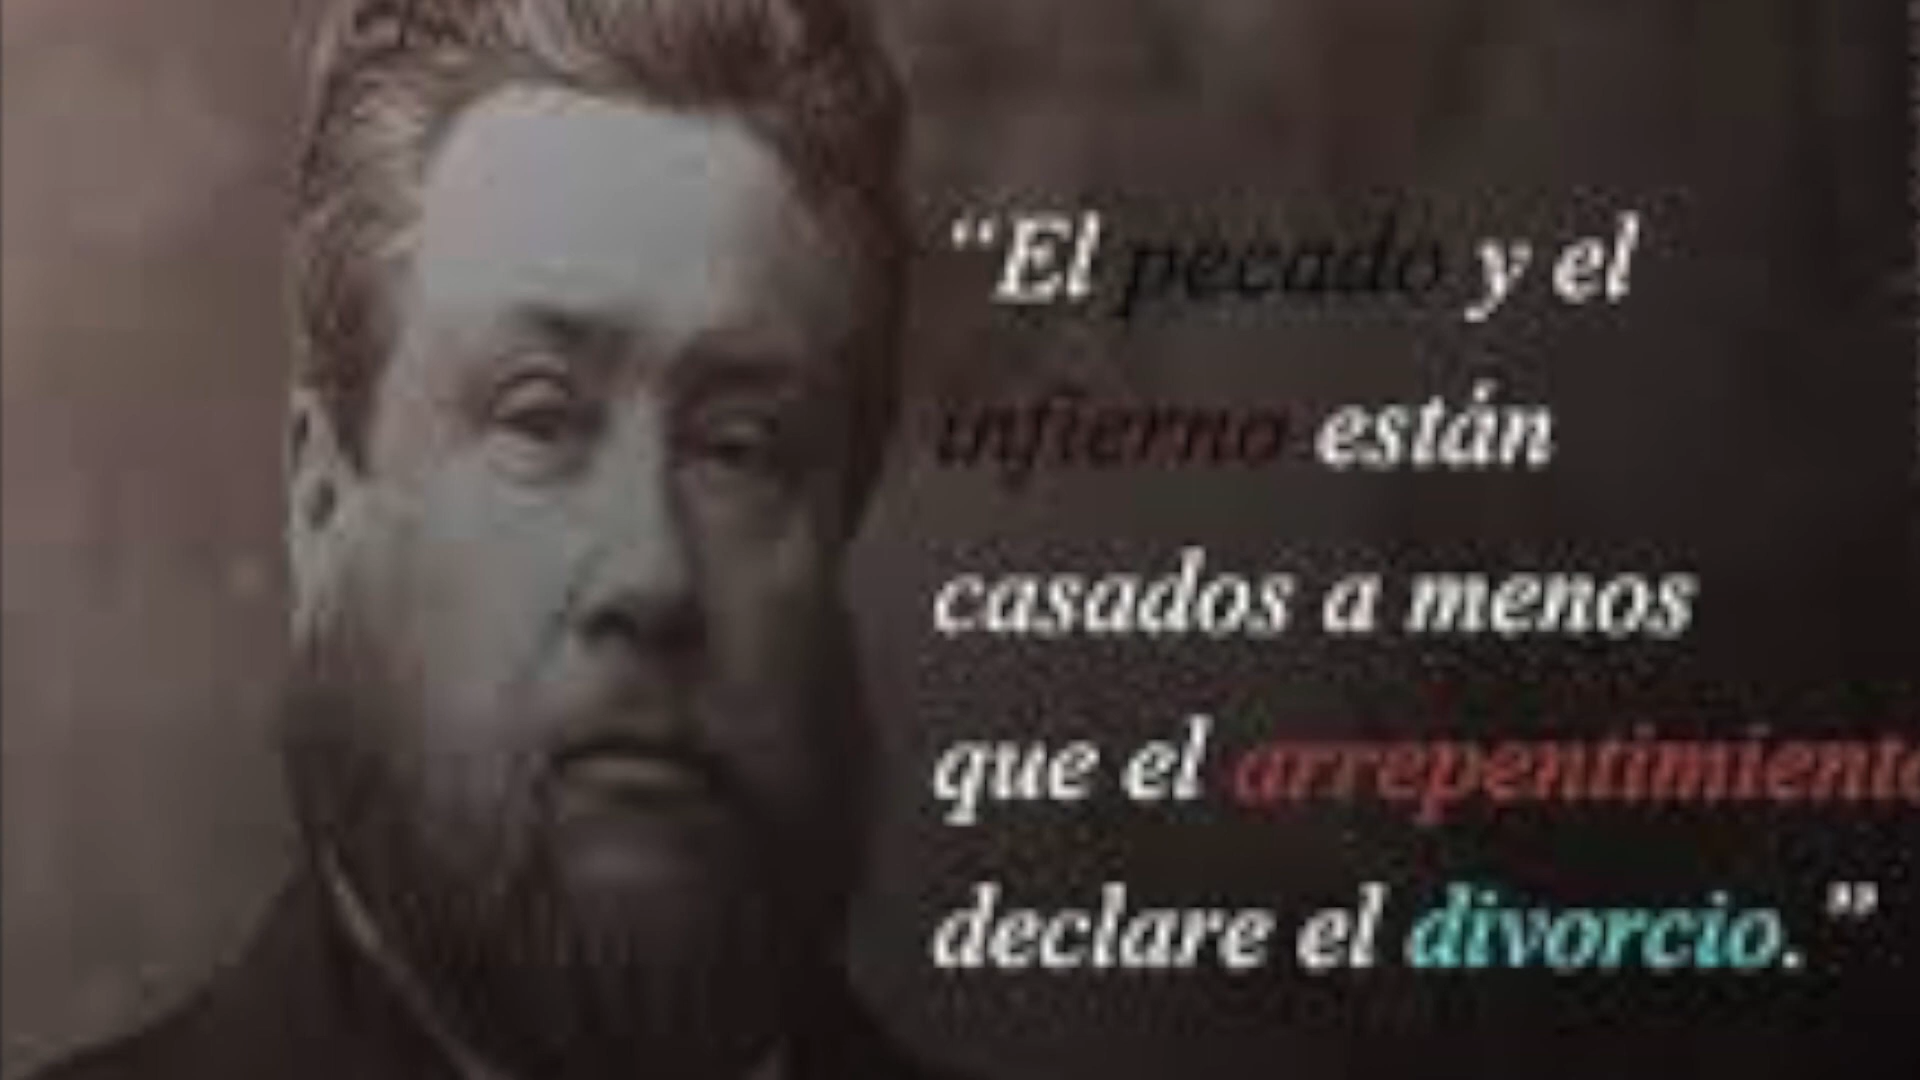 “El pecado y el
infierno están
casados a menos
que el arrepentimiento
declare el divorcio.”